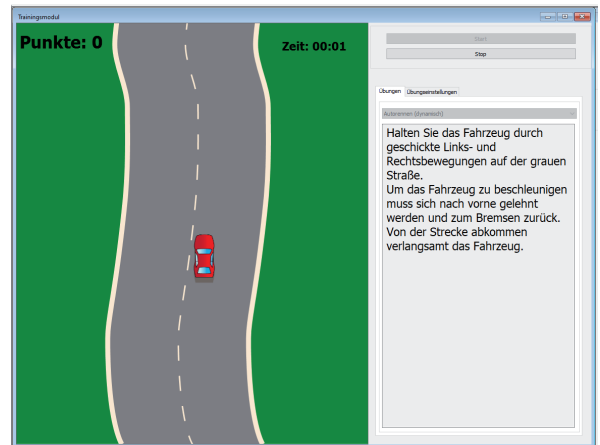 Trainingsmodul
Punkte: 0
Zeit: 00:01
Start
Stop
Übungen Übungseinstellungen
Autorennen (dynamisch)
Halten Sie das Fahrzeug durch
geschickte Links- und
Rechtsbewegungen auf der grauen
Straße.
Um das Fahrzeug zu beschleunigen
muss sich nach vorne gelehnt
werden und zum Bremsen zurück.
Von der Strecke abkommen
verlangsamt das Fahrzeug.